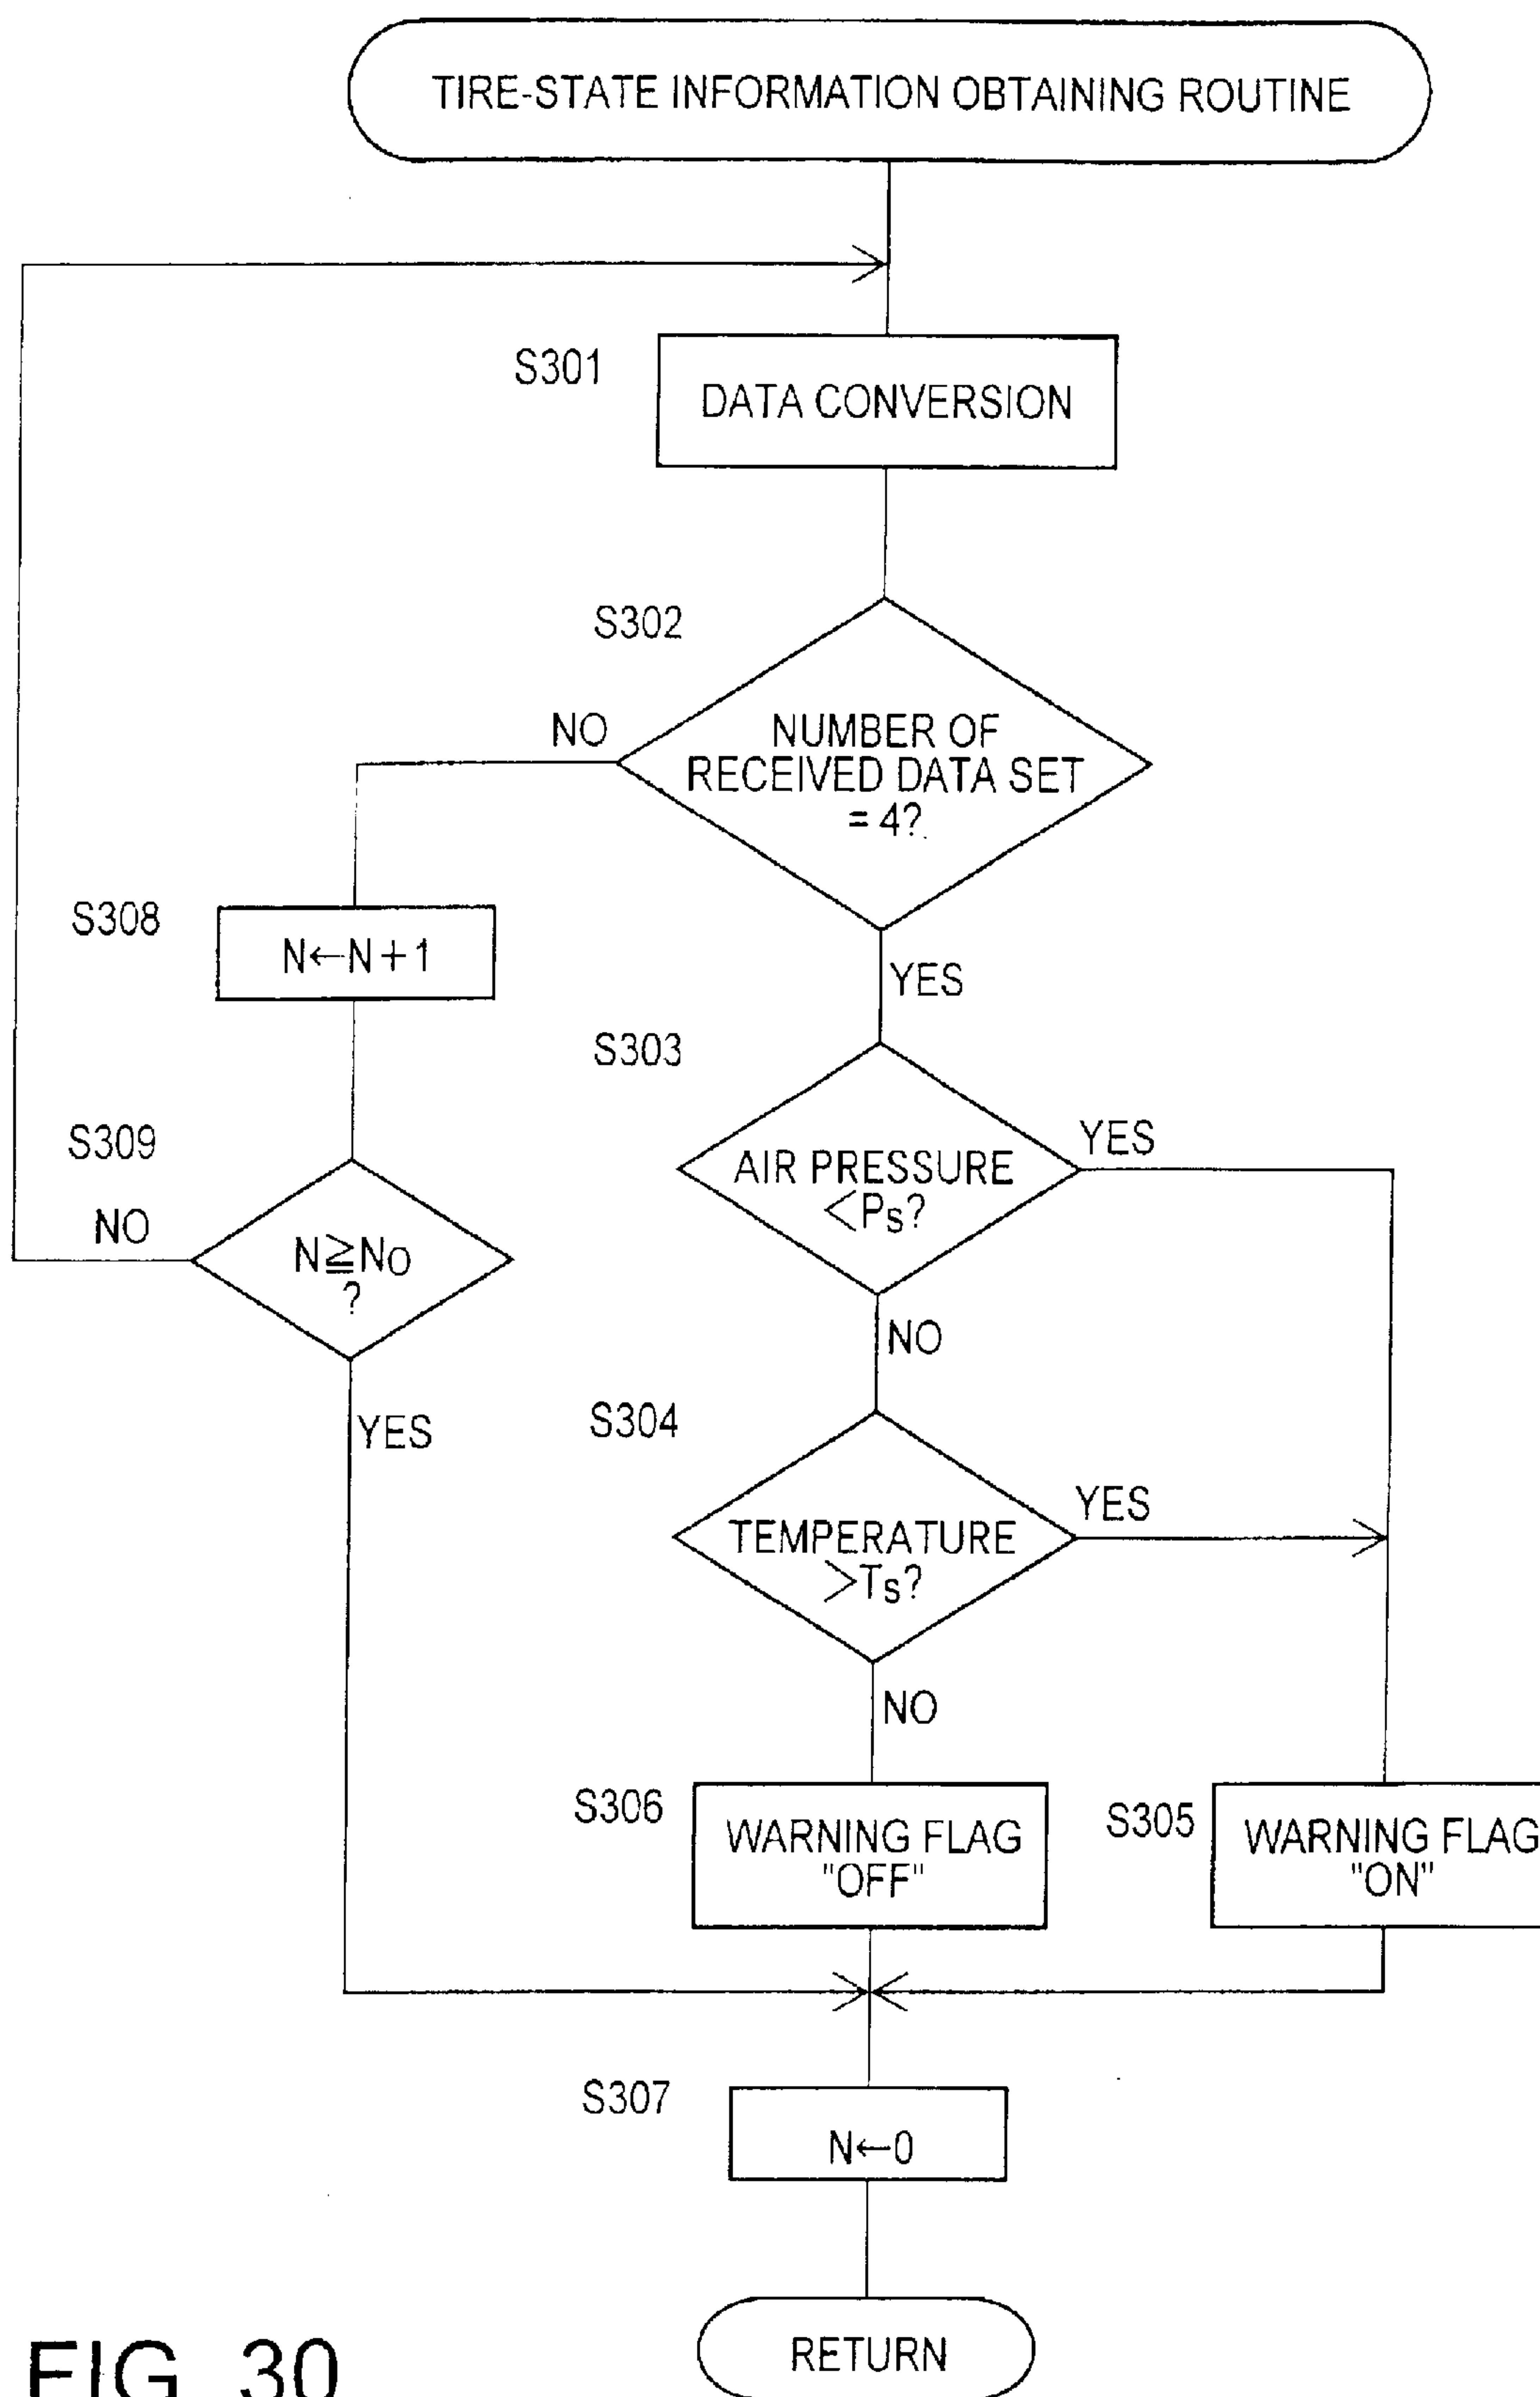 TIRE-STATE INFORMATION OBTAINING ROUTINE
S301
DATA CONVERSION
S302
NUMBER OF
RECEIVED DATA SET
= 4?
NO
YES
S308
N←N+1
S303
AIR PRESSURE
<Ps?
YES
NO
S309
N≧No
?
NO
YES
S304
TEMPERATURE
>Ts?
YES
NO
S306
WARNING FLAG
"OFF"
S305
WARNING FLAG
"ON"
S307
N←0
RETURN
FIG. 30